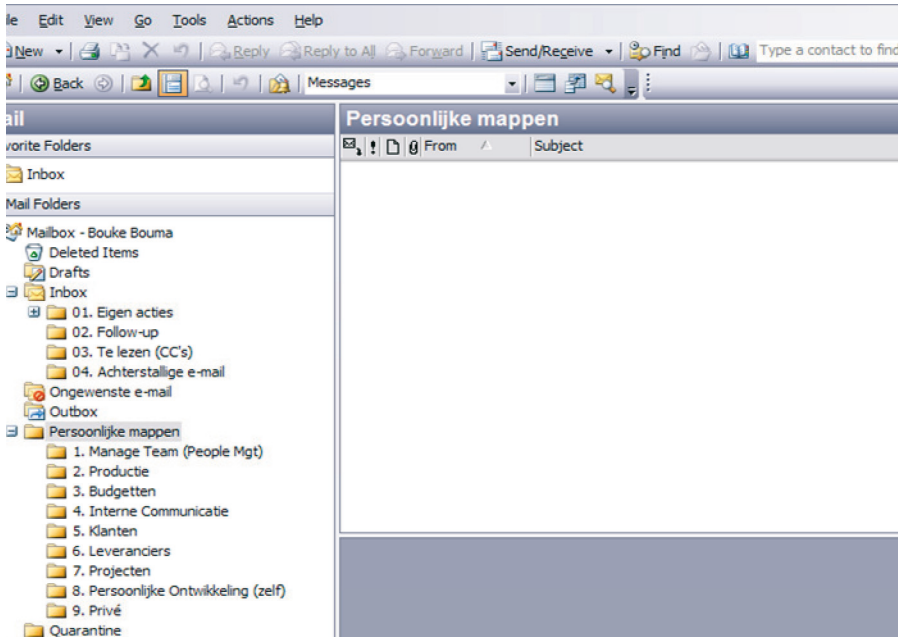 le Edit View Go Tools Actions Help
New Reply Reply to All Forward Send/Receive Find Type a contact to find
Back Messages
ail
vorite Folders
Inbox
Mail Folders
Mailbox - Bouke Bouma
Deleted Items
Drafts
Inbox
01. Eigen acties
02. Follow-up
03. Te lezen (CC's)
04. Achterstallige e-mail
Ongewenste e-mail
Outbox
Persoonlijke mappen
1. Manage Team (People Mgt)
2. Productie
3. Budgetten
4. Interne Communicatie
5. Klanten
6. Leveranciers
7. Projecten
8. Persoonlijke Ontwikkeling (zelf)
9. Privé
Quarantine
Persoonlijke mappen
From Subject